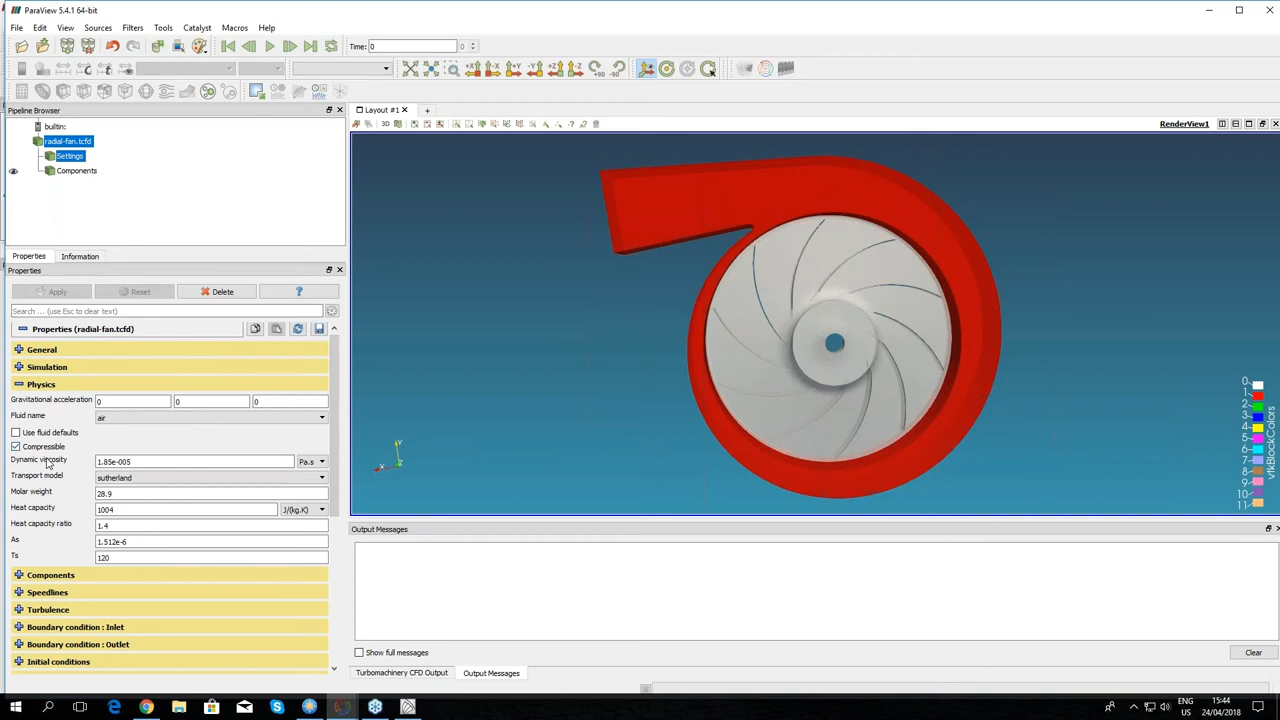 ParaView 5.4.1 64-bit
File Edit View Sources Filters Tools Catalyst Macros Help
Time: 0 0
Pipeline Browser
Layout #1
builtin:
3D
RenderView1
radial-fan.tcfd
Settings
Components
Properties Information
Properties
Apply Reset Delete ?
Search ... (use Esc to clear text)
Properties (radial-fan.tcfd)
General
Simulation
Physics
Gravitational acceleration 0 0 0
Fluid name air
Use fluid defaults
Compressible
Dynamic viscosity 1.85e-005 Pa.s
Transport model sutherland
Molar weight 28.9
Heat capacity 1004 J/(kg.K)
Heat capacity ratio 1.4
As 1.512e-6
Ts 120
Components
Speedlines
Turbulence
Boundary condition : Inlet
Boundary condition : Outlet
Initial conditions
Y
X
Z
0
1
2
3
4
5
6
7
8
9
10
11
vtkBlockColors
Output Messages
Show full messages
Clear
Turbomachinery CFD Output Output Messages
ENG
US
15:44
24/04/2018